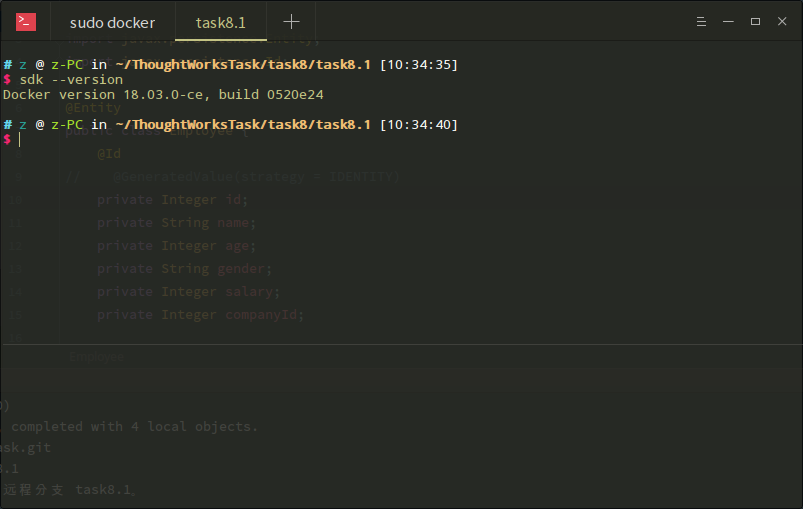 sudo docker
task8.1
# z @ z-PC in ~/ThoughtWorksTask/task8/task8.1 [10:34:35]
$ sdk --version
Docker version 18.03.0-ce, build 0520e24
@Entity
# z @ z-PC in ~/ThoughtWorksTask/task8/task8.1 [10:34:40]
$
@Id
// @GeneratedValue(strategy = IDENTITY)
private Integer id;
private String name;
private Integer age;
private String gender;
private Integer salary;
private Integer companyId;
Employee
completed with 4 local objects.
ask.git
8.1
远程分支 task8.1。